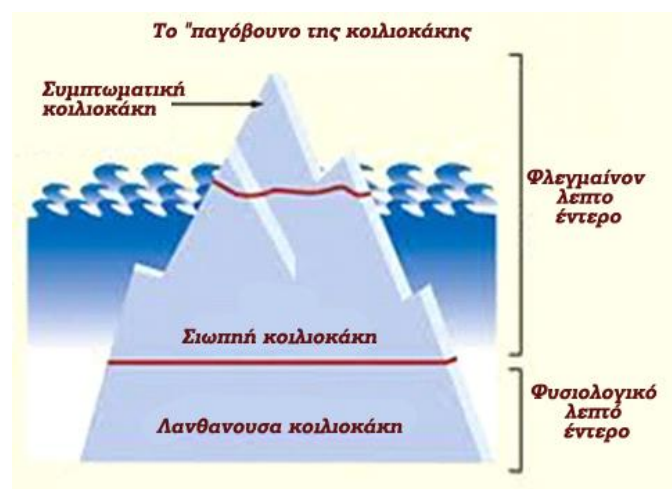 Το "παγόβουνο της κοιλιοκάκης
Συμπτωματική
κοιλιοκάκη
Φλεγμαίνον
λεπτο
έντερο
Σιωπηή κοιλιοκάκη
Φυσιολογικό
λεπτό
έντερο
Λανθανουσα κοιλιοκάκη